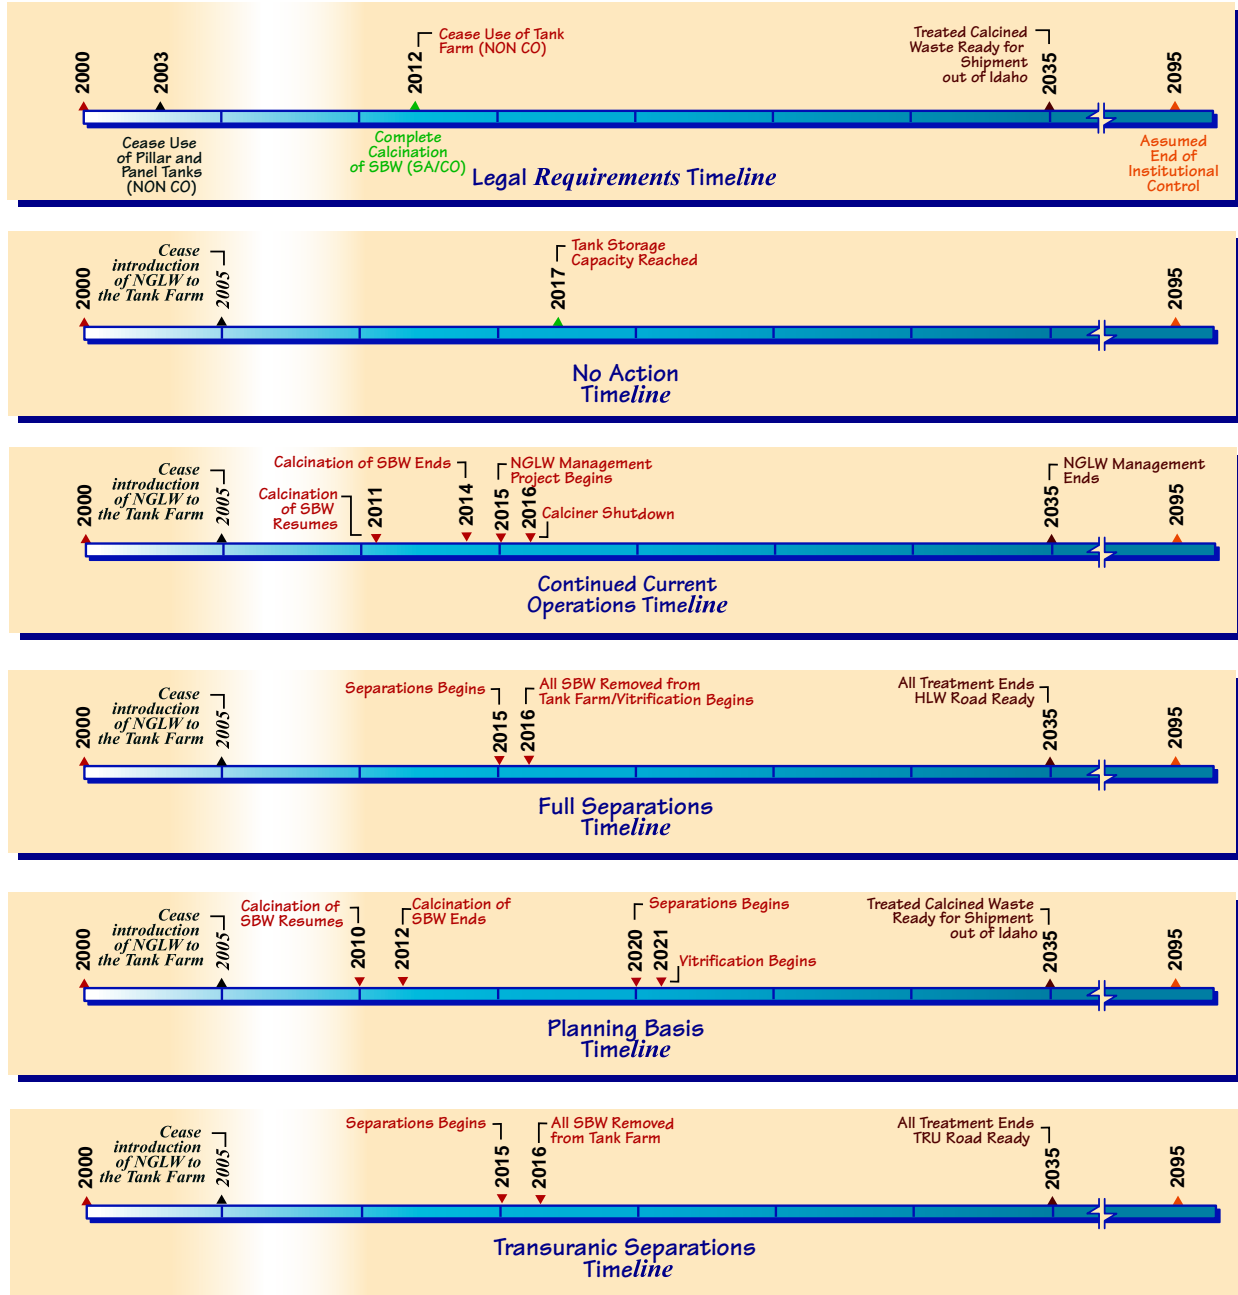 2000
2003
Cease Use
of Pillar and
Panel Tanks
(NON CO)
2012
Cease Use of Tank
Farm (NON CO)
Complete
Calcination
of SBW (SA/CO)
Treated Calcined
Waste Ready for
Shipment
out of Idaho
2035
2095
Assumed
End of
Institutional
Control
Legal Requirements Timeline
2000
Cease
introduction
of NGLW to
the Tank Farm
2005
2017
Tank Storage
Capacity Reached
2095
No Action
Timeline
2000
Cease
introduction
of NGLW to
the Tank Farm
2005
Calcination
of SBW
Resumes
2011
Calcination of SBW Ends
2014
2015
NGLW Management
Project Begins
2016
Calciner Shutdown
2035
NGLW Management
Ends
2095
Continued Current
Operations Timeline
2000
Cease
introduction
of NGLW to
the Tank Farm
2005
Separations Begins
2015
2016
All SBW Removed from
Tank Farm/Vitrification Begins
All Treatment Ends
HLW Road Ready
2035
2095
Full Separations
Timeline
2000
Cease
introduction
of NGLW to
the Tank Farm
2005
Calcination of
SBW Resumes
2010
2012
Calcination of
SBW Ends
2020
Separations Begins
2021
Vitrification Begins
Treated Calcined Waste
Ready for Shipment
out of Idaho
2035
2095
Planning Basis
Timeline
2000
Cease
introduction
of NGLW to
the Tank Farm
2005
Separations Begins
2015
2016
All SBW Removed
from Tank Farm
All Treatment Ends
TRU Road Ready
2035
2095
Transuranic Separations
Timeline